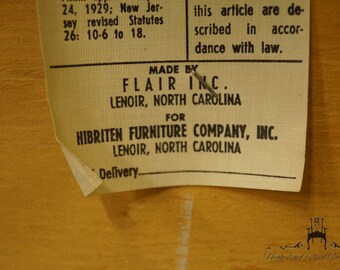 24, 1929; New Jer-
sey revised Statutes
26: 10-6 to 18.
this article are de-
scribed in accor-
dance with law.
MADE BY
FLAIR INC.
LENOIR, NORTH CAROLINA
FOR
HIBRITEN FURNITURE COMPANY, INC.
LENOIR, NORTH CAROLINA
Delivery